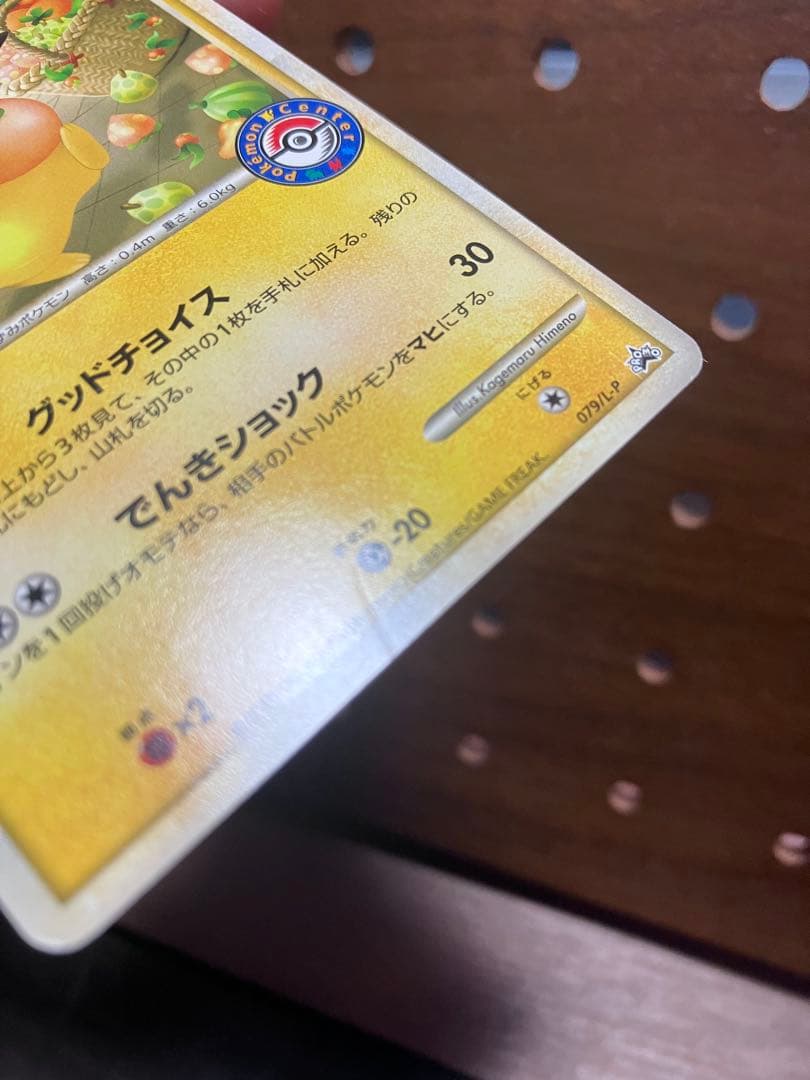 Pokémon Center
ずみポケモン 高さ:0.4m 重さ:6.0kg
グッドチョイス
上から3枚見て、その中の1枚を手札に加える。残りの
にもどし、山札を切る。
でんきショック 30
ンを1回投げオモテなら、相手のバトルポケモンをマヒにする。
Illus. Kagemaru Himeno
弱点 ×2
-20
にげる
Creatures/GAME FREAK.
079/L-P
PROMO